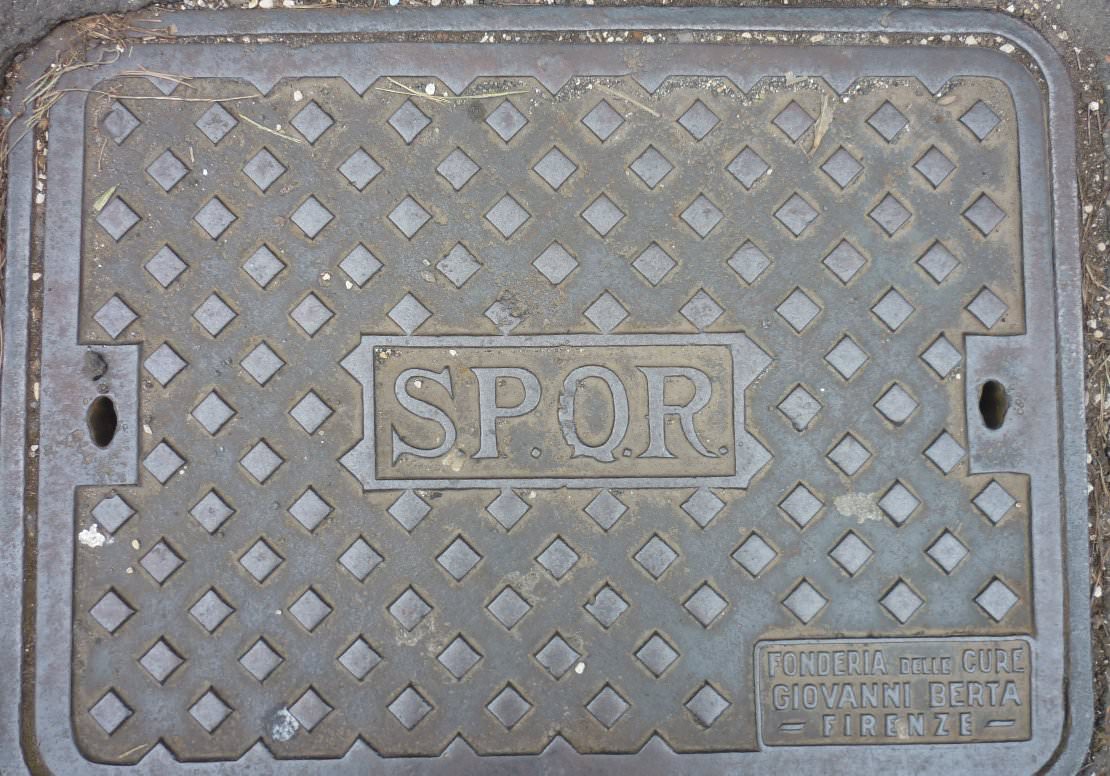 S.P.Q.R.
FONDERIA DELLE CURE
GIOVANNI BERTA
- FIRENZE -